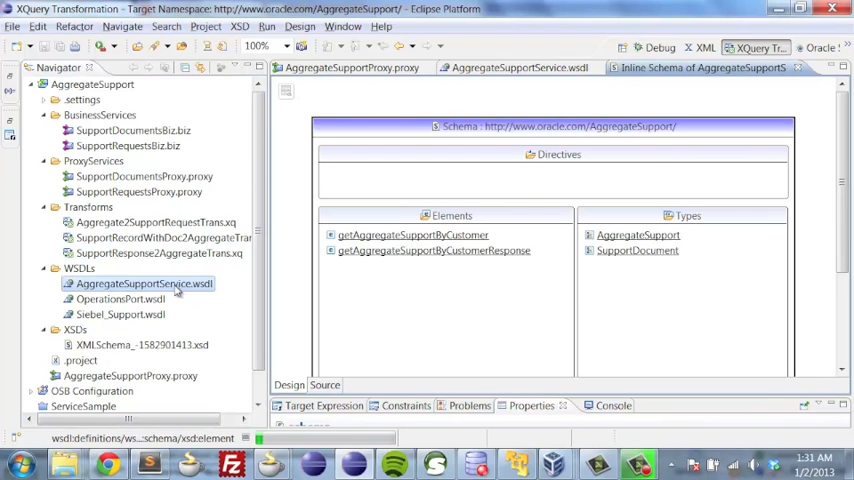 XQuery Transformation - Target Namespace: http://www.oracle.com/AggregateSupport/ - Eclipse Platform
File Edit Refactor Navigate Search Project XSD Run Design Window Help
100% Debug XML XQuery Tr... Oracle
Navigator AggregateSupportProxy.proxy AggregateSupportService.wsdl Inline Schema of AggregateSupportS
AggregateSupport
.settings
BusinessServices
SupportDocumentsBiz.biz
SupportRequestsBiz.biz
ProxyServices
SupportDocumentsProxy.proxy
SupportRequestsProxy.proxy
Transforms
Aggregate2SupportRequestTrans.xq
SupportRecordWithDoc2AggregateTran
SupportResponse2AggregateTrans.xq
WSDLs
AggregateSupportService.wsdl
OperationsPort.wsdl
Siebel_Support.wsdl
XSDs
XMLSchema_-1582901413.xsd
.project
AggregateSupportProxy.proxy
OSB Configuration
ServiceSample
Schema : http://www.oracle.com/AggregateSupport/
Directives
Elements
getAggregateSupportByCustomer
getAggregateSupportByCustomerResponse
Types
AggregateSupport
SupportDocument
Design Source
Target Expression Constraints Problems Properties Console
wsdl:definitions/ws...:schema/xsd:element
1:31 AM
1/2/2013